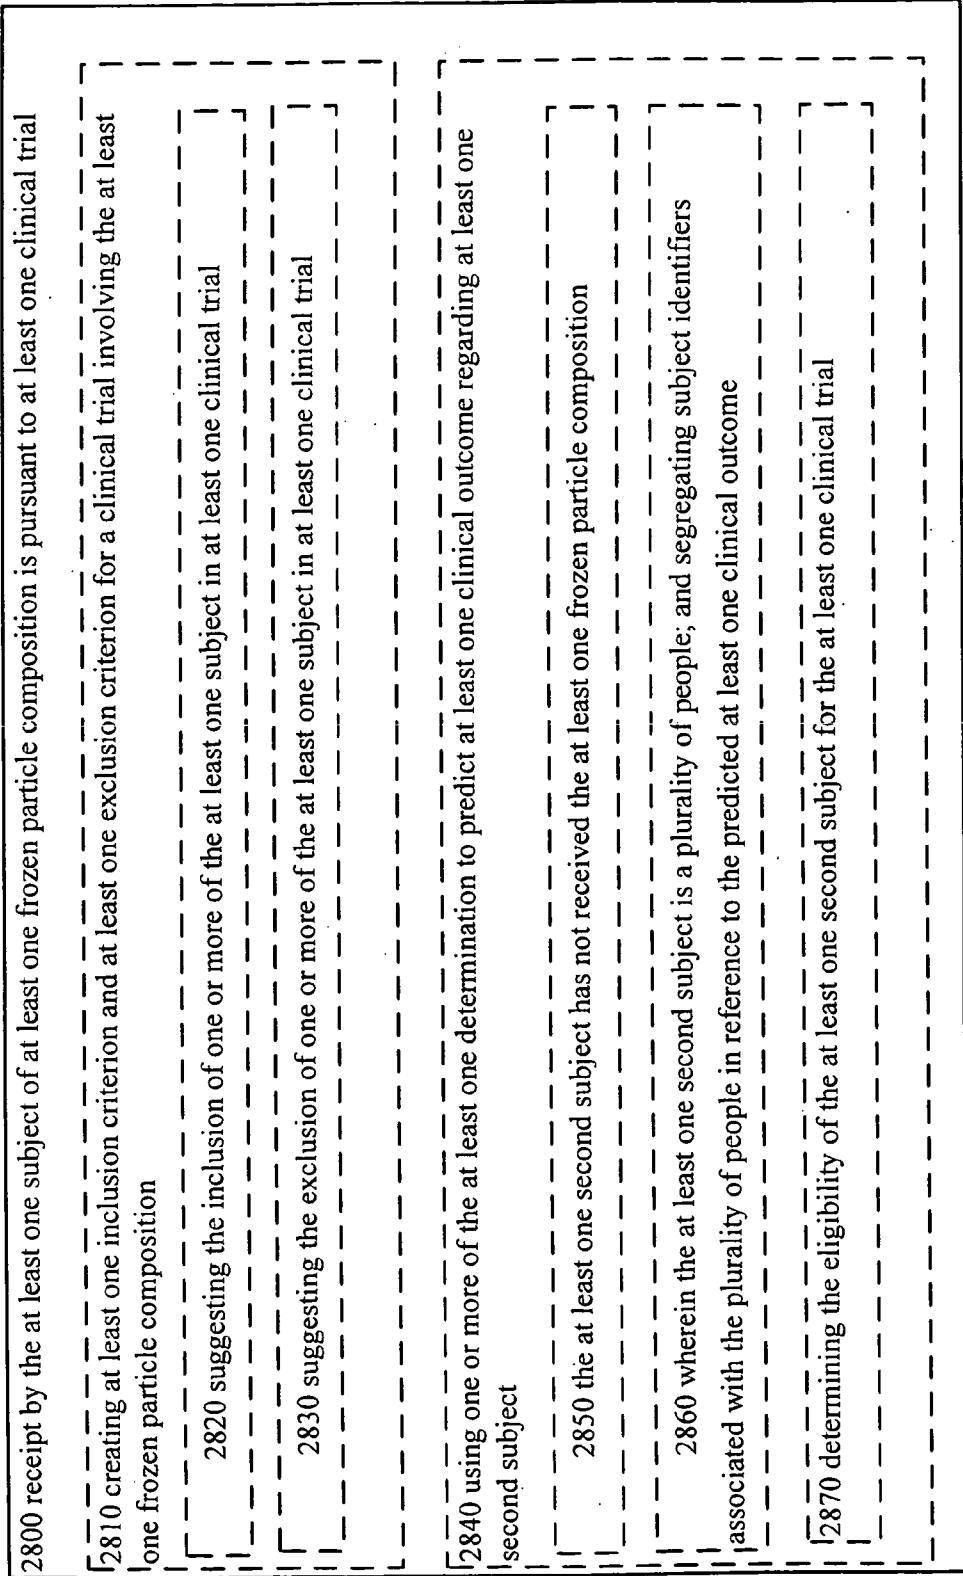 2800 receipt by the at least one subject of at least one frozen particle composition is pursuant to at least one clinical trial
2810 creating at least one inclusion criterion and at least one exclusion criterion for a clinical trial involving the at least
one frozen particle composition
2820 suggesting the inclusion of one or more of the at least one subject in at least one clinical trial
2830 suggesting the exclusion of one or more of the at least one subject in at least one clinical trial
2840 using one or more of the at least one determination to predict at least one clinical outcome regarding at least one
second subject
2850 the at least one second subject has not received the at least one frozen particle composition
2860 wherein the at least one second subject is a plurality of people; and segregating subject identifiers
associated with the plurality of people in reference to the predicted at least one clinical outcome
2870 determining the eligibility of the at least one second subject for the at least one clinical trial